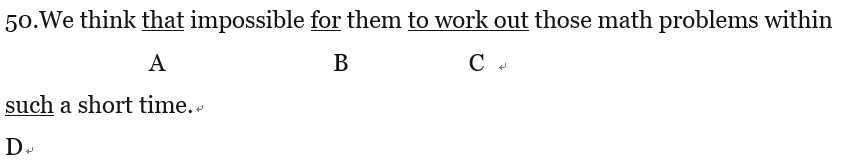 50.We think that impossible for them to work out those math problems within
A B C
such a short time.
D